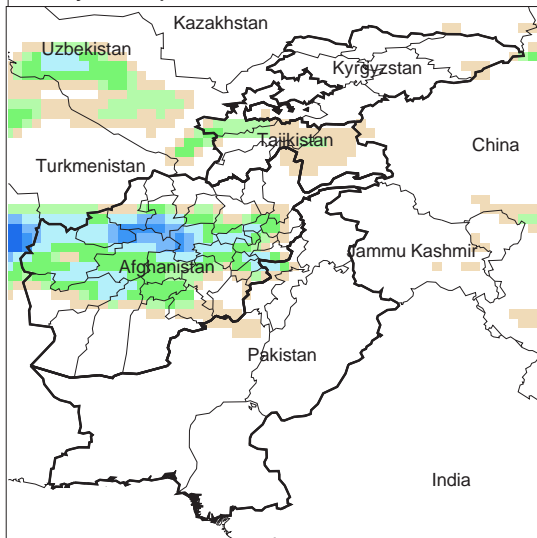 Kazakhstan
Uzbekistan
Kyrgyzstan
Tajikistan
China
Turkmenistan
Jammu Kashmir
Afghanistan
Pakistan
India